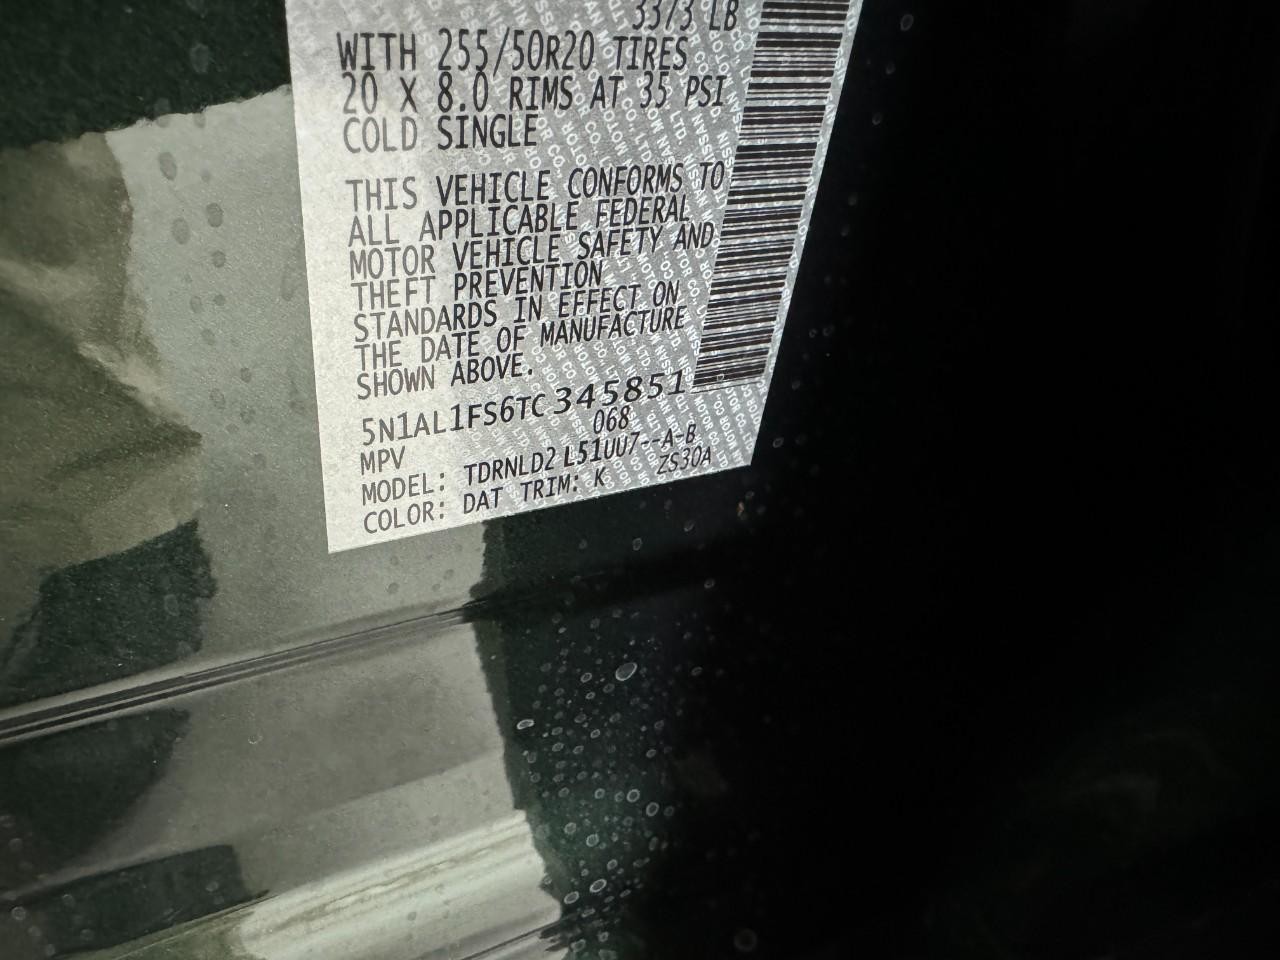 3373 LB
WITH 255/50R20 TIRES
20 X 8.0 RIMS AT 35 PSI
COLD SINGLE
THIS VEHICLE CONFORMS TO
ALL APPLICABLE FEDERAL
MOTOR VEHICLE SAFETY AND
THEFT PREVENTION
STANDARDS IN EFFECT ON
THE DATE OF MANUFACTURE
SHOWN ABOVE.
5N1AL1FS6TC345851
MPV 068
MODEL: TDRNLD2 L51UU7--A-B
COLOR: DAT TRIM: K ZS30A